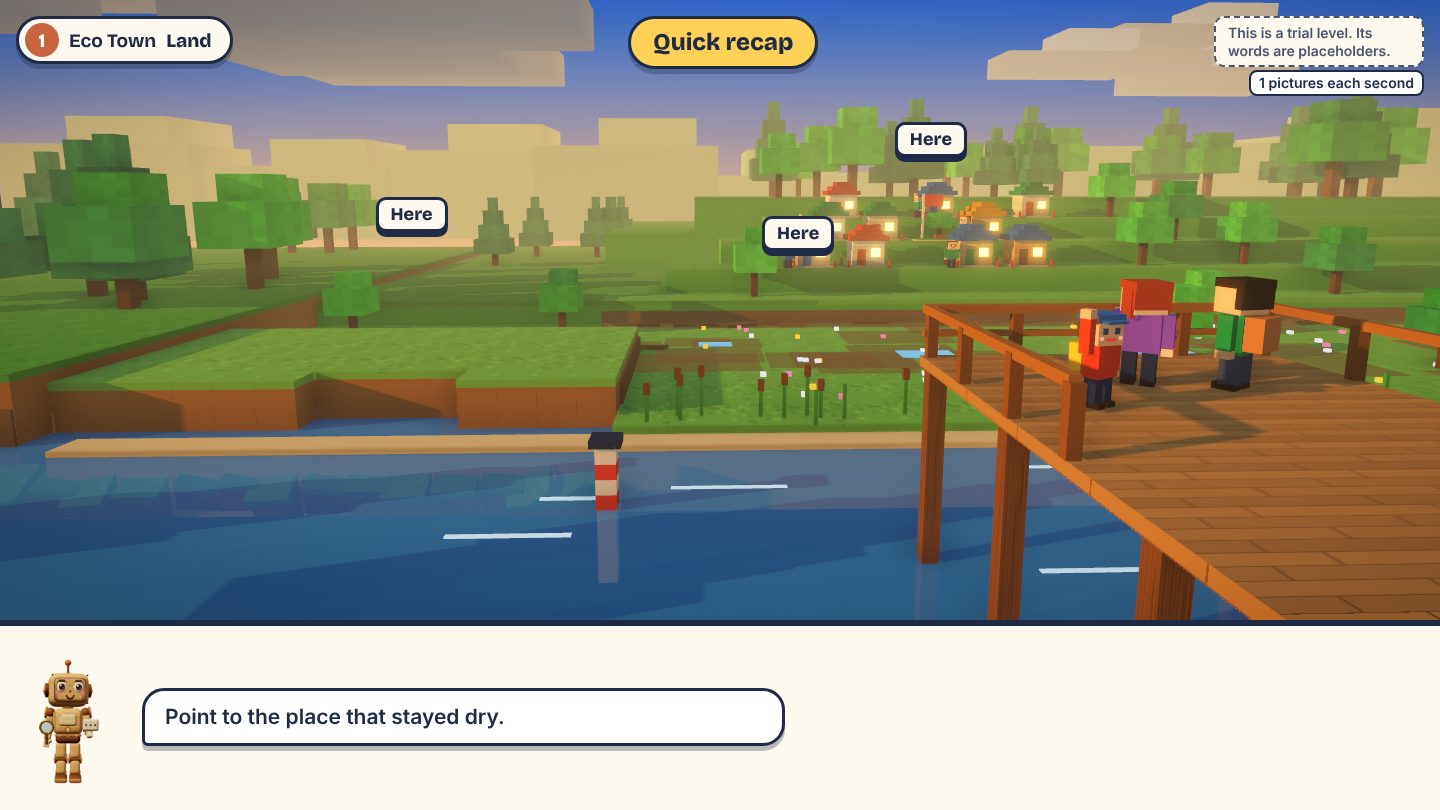 1 Eco Town Land
Quick recap
This is a trial level. Its
words are placeholders.
1 pictures each second
Here
Here
Here
Point to the place that stayed dry.